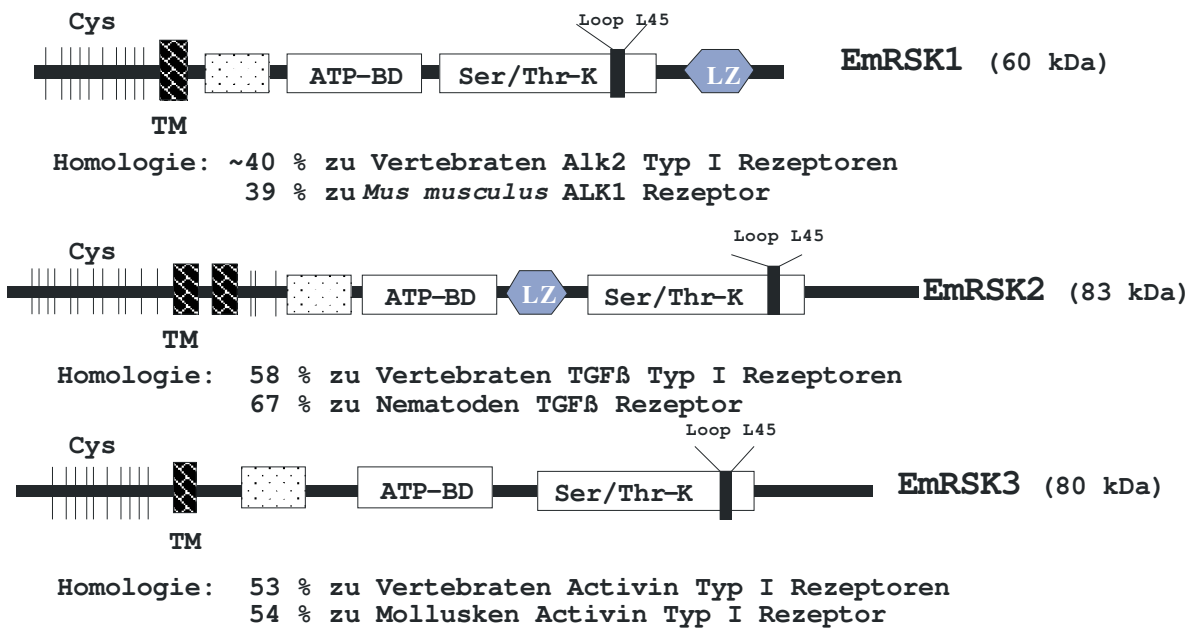 Cys
Loop L45
ATP-BD
Ser/Thr-K
LZ
EmRSK1 (60 kDa)
TM
Homologie: ~40 % zu Vertebraten Alk2 Typ I Rezeptoren
39 % zu Mus musculus ALK1 Rezeptor
Cys
Loop L45
ATP-BD
LZ
Ser/Thr-K
EmRSK2 (83 kDa)
TM
Homologie: 58 % zu Vertebraten TGFß Typ I Rezeptoren
67 % zu Nematoden TGFß Rezeptor
Cys
Loop L45
ATP-BD
Ser/Thr-K
EmRSK3 (80 kDa)
TM
Homologie: 53 % zu Vertebraten Activin Typ I Rezeptoren
54 % zu Mollusken Activin Typ I Rezeptor